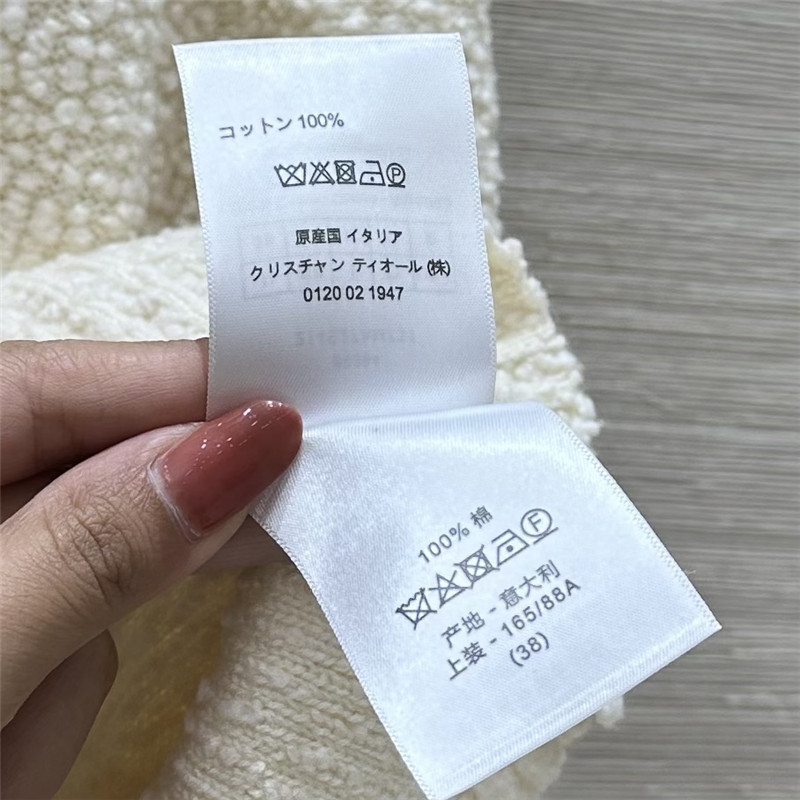 コットン 100%
P
原産国 イタリア
クリスチャン ディオール (株)
0120 02 1947
100% 棉
F
产地 - 意大利
上装 - 165/88A
(38)